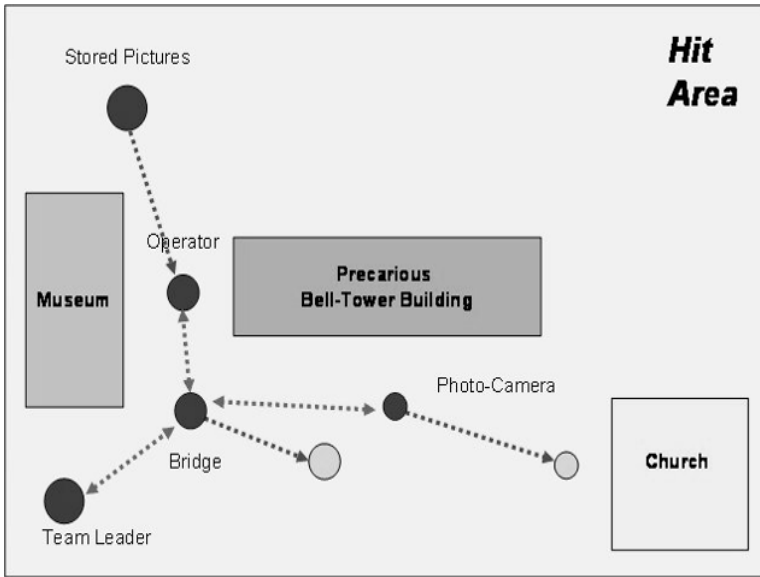 Stored Pictures
Hit
Area
Operator
Museum
Precarious
Bell-Tower Building
Photo-Camera
Bridge
Church
Team Leader